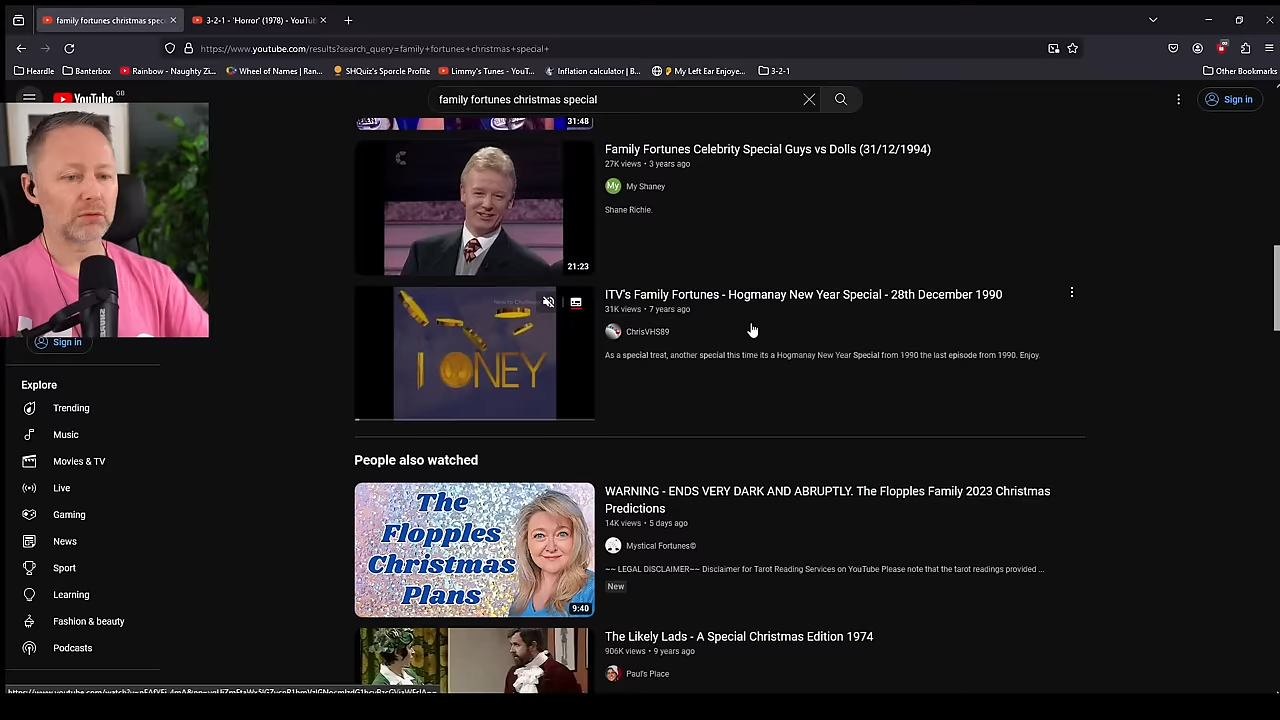 family fortunes christmas speci
3-2-1 - 'Horror' (1978) - YouTub
https://www.youtube.com/results?search_query=family+fortunes+christmas+special+
Heardle
Banterbox
Rainbow - Naughty Zi...
Wheel of Names | Ran...
SHQuiz's Sporcle Profile
Limmy's Tunes - YouT...
Inflation calculator | B...
My Left Ear Enjoye...
3-2-1
Other Bookmarks
YouTube GB
family fortunes christmas special
Sign in
31:48
Family Fortunes Celebrity Special Guys vs Dolls (31/12/1994)
27K views • 3 years ago
My
My Shaney
Shane Richie.
21:23
ITV's Family Fortunes - Hogmanay New Year Special - 28th December 1990
31K views • 7 years ago
ChrisVHS89
As a special treat, another special this time its a Hogmanay New Year Special from 1990 the last episode from 1990. Enjoy.
ONEY
Sign in
Explore
Trending
Music
Movies & TV
Live
Gaming
News
Sport
Learning
Fashion & beauty
Podcasts
People also watched
The
Flopples
Christmas
Plans
9:40
WARNING - ENDS VERY DARK AND ABRUPTLY. The Flopples Family 2023 Christmas
Predictions
14K views • 5 days ago
Mystical Fortunes©
~~ LEGAL DISCLAIMER~~ Disclaimer for Tarot Reading Services on YouTube Please note that the tarot readings provided ...
New
The Likely Lads - A Special Christmas Edition 1974
906K views • 9 years ago
Paul's Place